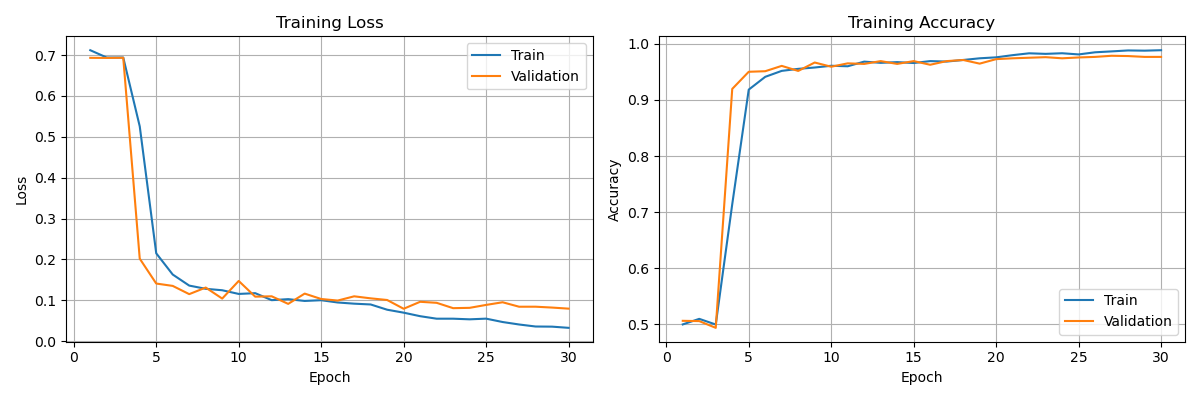 Training Loss
Loss
0.7
0.6
0.5
0.4
0.3
0.2
0.1
0.0
Train
Validation
0 5 10 15 20 25 30
Epoch
Training Accuracy
Accuracy
1.0
0.9
0.8
0.7
0.6
0.5
Train
Validation
0 5 10 15 20 25 30
Epoch